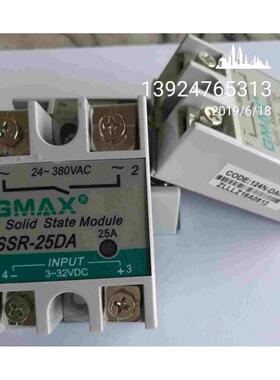 13924765313
2019/6/18
24~380VAC
1 2
GMAX®
Solid State Module
SSR-25DA
25A
INPUT
4- 3-32VDC +3